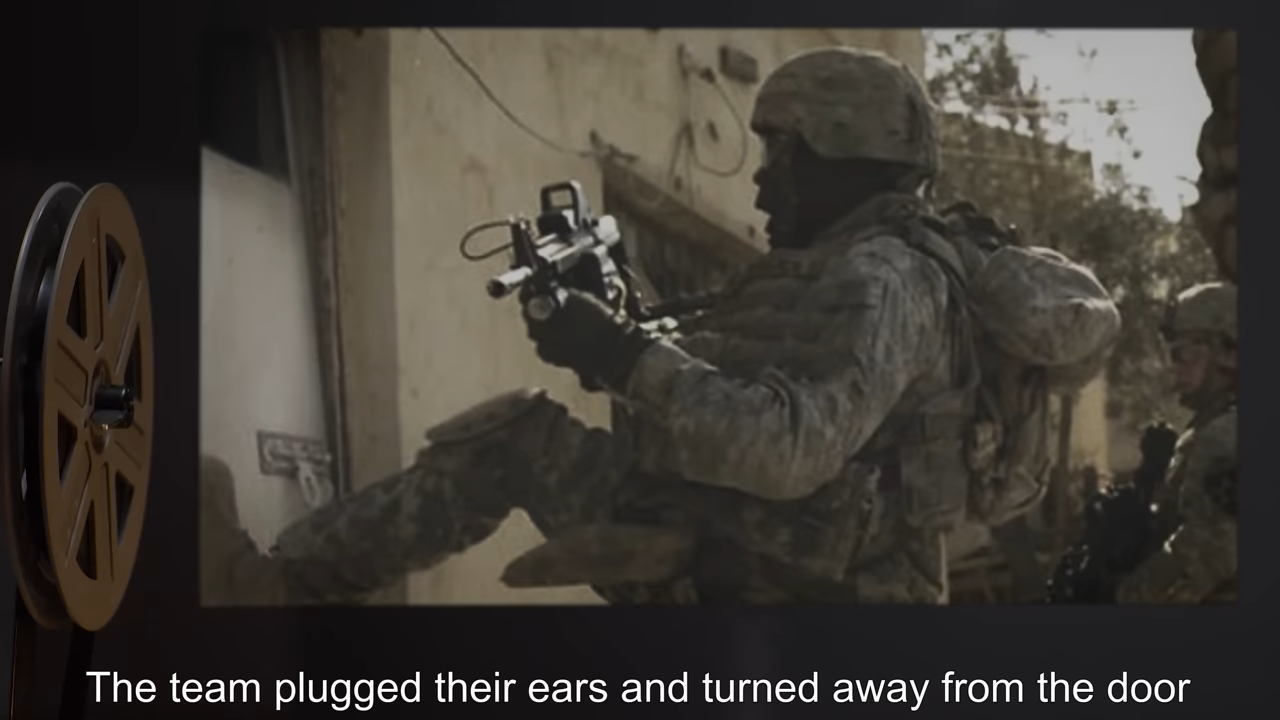 The team plugged their ears and turned away from the door